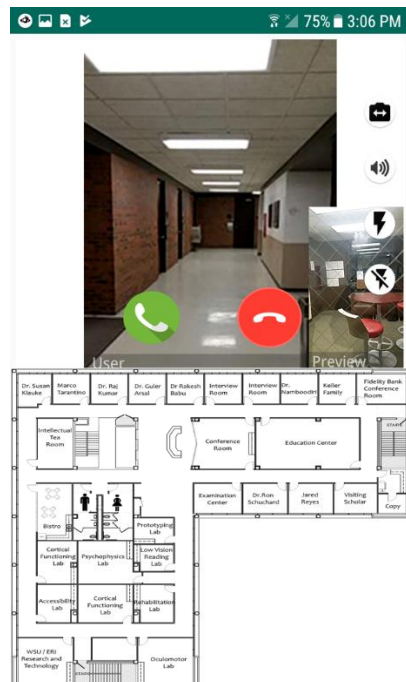 75% 3:06 PM
User
Preview
Dr. Susan Klauke
Marco Tarantino
Dr. Raj Kumar
Dr. Guler Arsal
Dr Rakesh Babu
Interview Room
Interview Room
Dr. Namboodiri
Keller Family
Fidelity Bank Conference Room
Intellectual Tea Room
Conference Room
Education Center
STAIRS
Examination Center
Dr.Ron Schuchard
Jared Reyes
Visiting Scholar
Copy
Bistro
Prototyping Lab
Cortical Functioning Lab
Psychophysics Lab
Low Vision Reading Lab
Accessibility Lab
Cortical Functioning Lab
Rehabilitation Lab
WSU / ERI Research and Technology
STAIRS
Oculomotor Lab